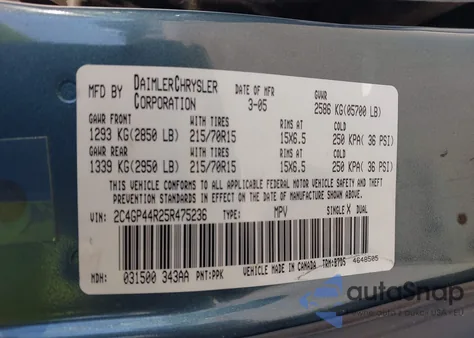 MFD BY DAIMLERCHRYSLER CORPORATION DATE OF MFR 3-05 GVWR 2586 KG(05700 LB)
GAWR FRONT WITH TIRES RIMS AT COLD
1293 KG(2850 LB) 215/70R15 15X6.5 250 KPA( 36 PSI)
GAWR REAR WITH TIRES RIMS AT COLD
1339 KG(2950 LB) 215/70R15 15X6.5 250 KPA( 36 PSI)
THIS VEHICLE CONFORMS TO ALL APPLICABLE FEDERAL MOTOR VEHICLE SAFETY, BUMPER, AND THEFT
PREVENTION STANDARDS IN EFFECT ON THE DATE OF MANUFACTURE SHOWN ABOVE.
VIN: 2C4GP44R25R475236 TYPE: MPV SINGLE X DUAL
MDH: 031500 343AA PNT:PPK VEHICLE MADE IN CANADA TRM: 4648505
autoSnap